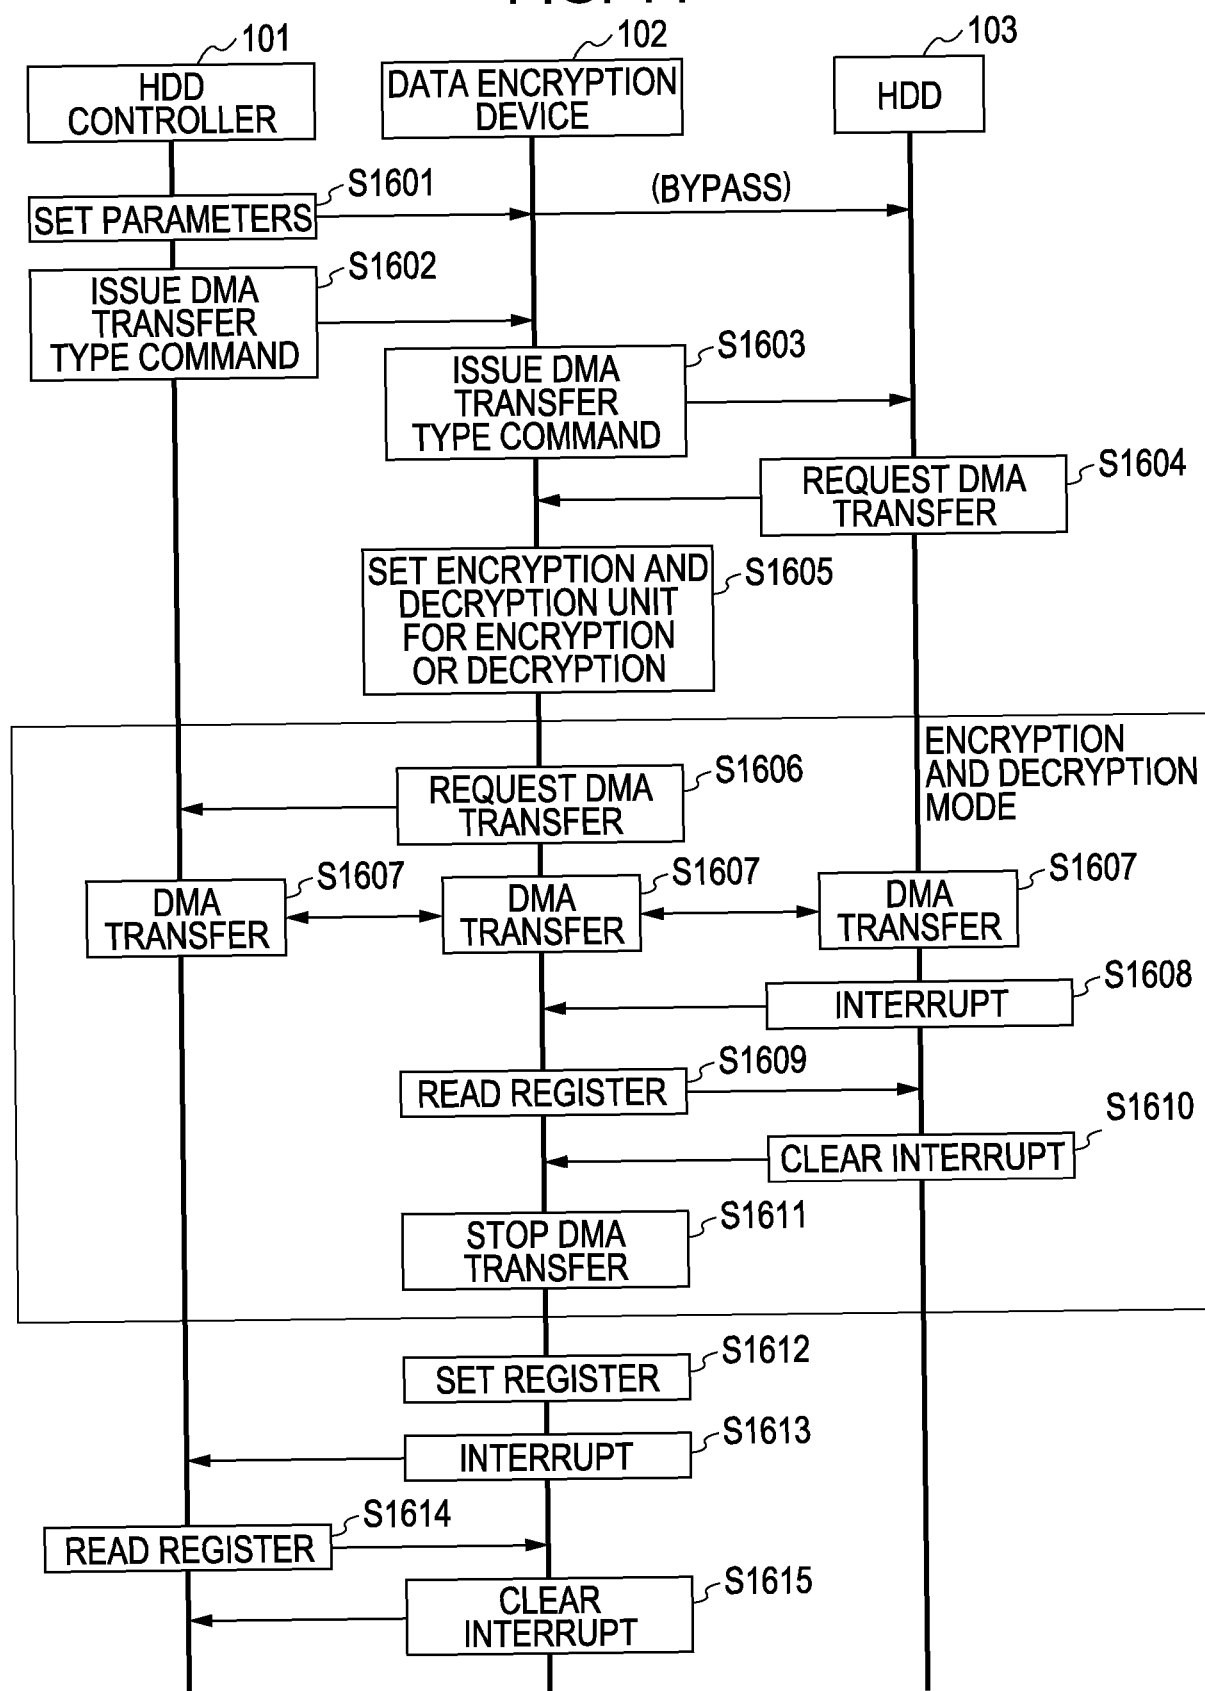 101
102
103
HDD
CONTROLLER
DATA ENCRYPTION
DEVICE
HDD
S1601
(BYPASS)
SET PARAMETERS
S1602
ISSUE DMA
TRANSFER
TYPE COMMAND
S1603
ISSUE DMA
TRANSFER
TYPE COMMAND
S1604
REQUEST DMA
TRANSFER
S1605
SET ENCRYPTION AND
DECRYPTION UNIT
FOR ENCRYPTION
OR DECRYPTION
ENCRYPTION
AND DECRYPTION
MODE
S1606
REQUEST DMA
TRANSFER
S1607
S1607
S1607
DMA
TRANSFER
DMA
TRANSFER
DMA
TRANSFER
S1608
INTERRUPT
S1609
READ REGISTER
S1610
CLEAR INTERRUPT
S1611
STOP DMA
TRANSFER
S1612
SET REGISTER
S1613
INTERRUPT
S1614
READ REGISTER
S1615
CLEAR
INTERRUPT